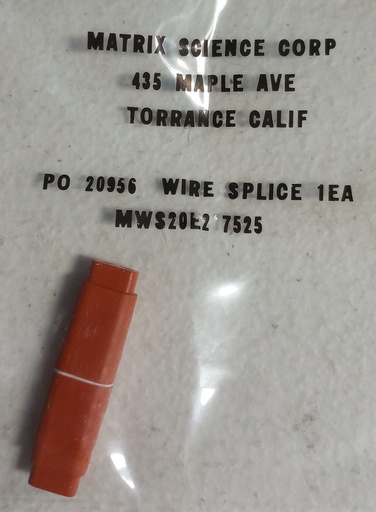 MATRIX SCIENCE CORP
435 MAPLE AVE
TORRANCE CALIF
PO 20956 WIRE SPLICE 1EA
MWS20E2 7525